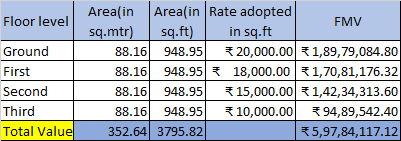 Floor level Area(in sq.mtr) Area(in sq.ft) Rate adopted in sq.ft FMV
Ground 88.16 948.95 ₹ 20,000.00 ₹ 1,89,79,084.80
First 88.16 948.95 ₹ 18,000.00 ₹ 1,70,81,176.32
Second 88.16 948.95 ₹ 15,000.00 ₹ 1,42,34,313.60
Third 88.16 948.95 ₹ 10,000.00 ₹ 94,89,542.40
Total Value 352.64 3795.82 ₹ 5,97,84,117.12